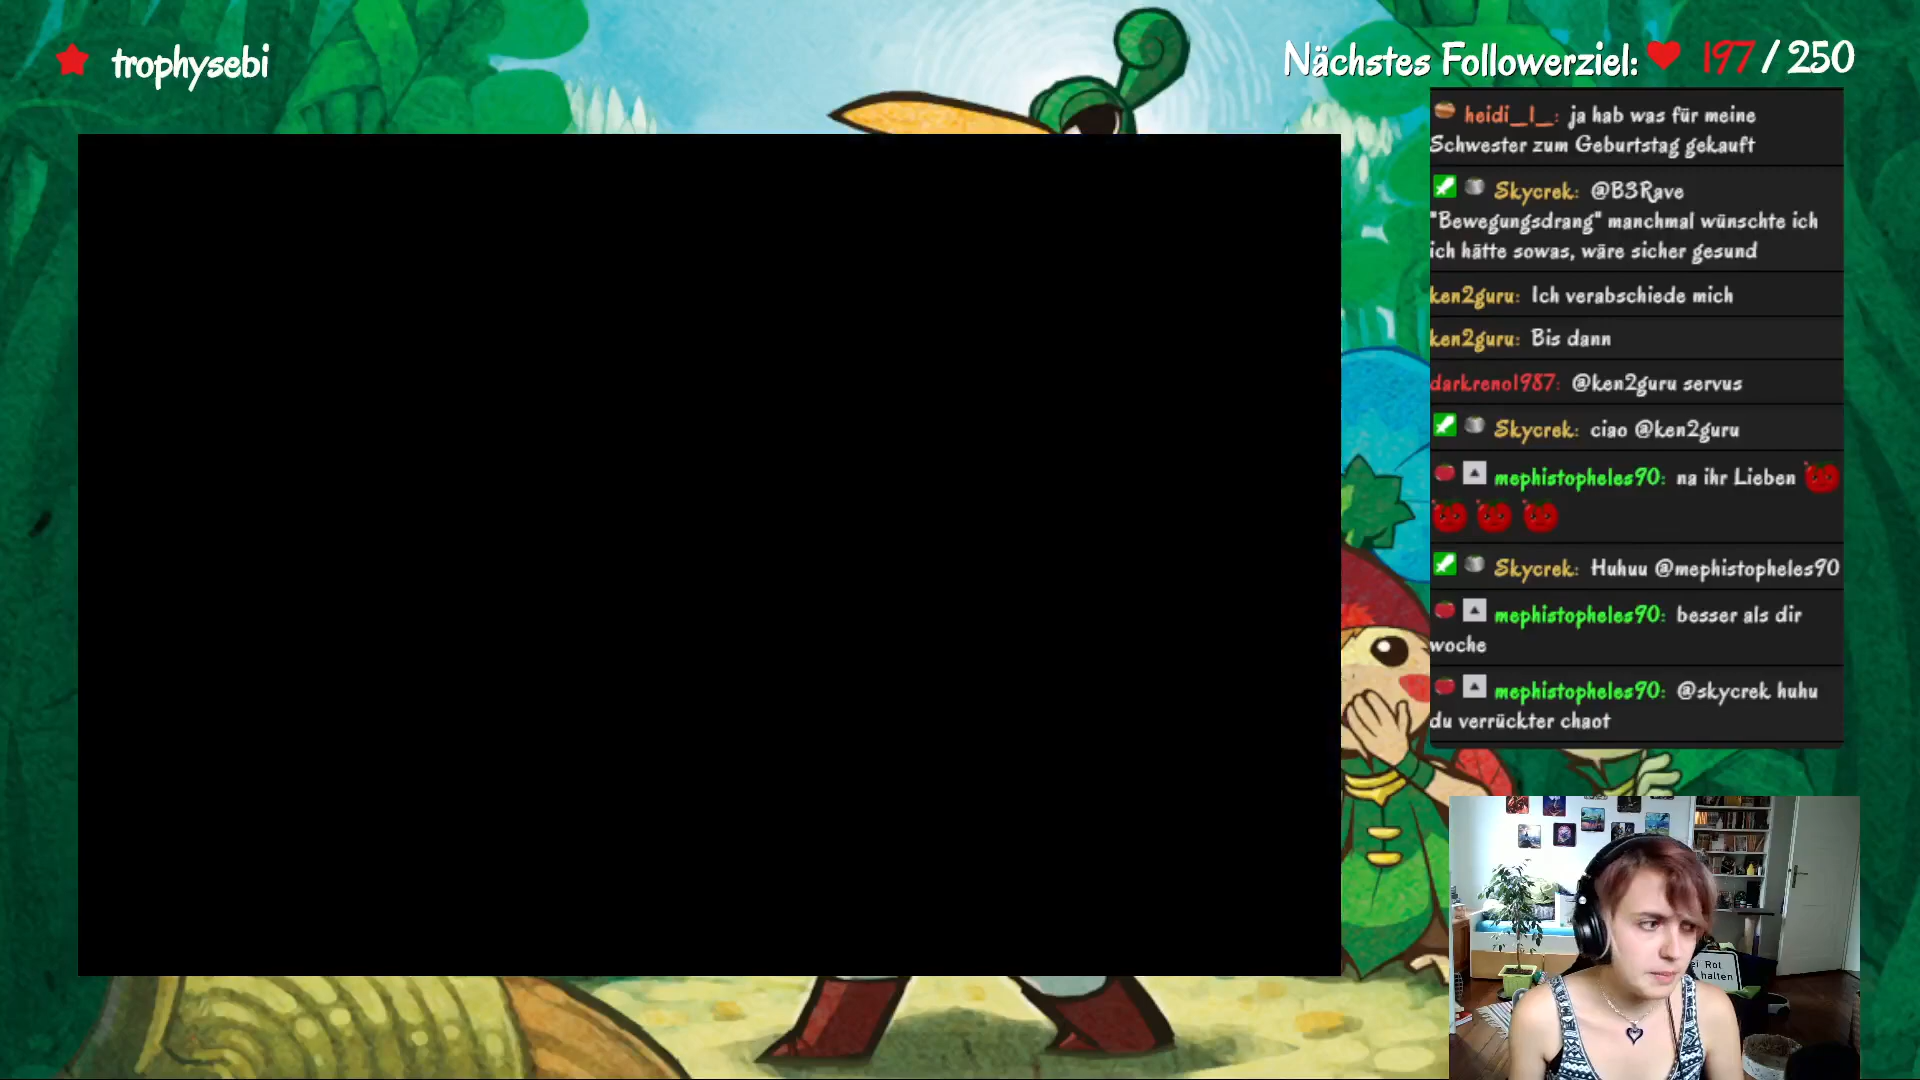 trophysebi
Nächstes Followerziel: 197 / 250
heidi_l_: ja hab was für meine
Schwester zum Geburtstag gekauft
Skycrek: @B3Rave
"Bewegungsdrang" manchmal wünschte ich
ich hätte sowas, wäre sicher gesund
ken2guru: Ich verabschiede mich
ken2guru: Bis dann
darkreno1987: @ken2guru servus
Skycrek: ciao @ken2guru
mephistopheles90: na ihr Lieben
Skycrek: Huhuu @mephistopheles90
mephistopheles90: besser als dir
woche
mephistopheles90: @skycrek huhu
du verrückter chaot
ei Rot
halten